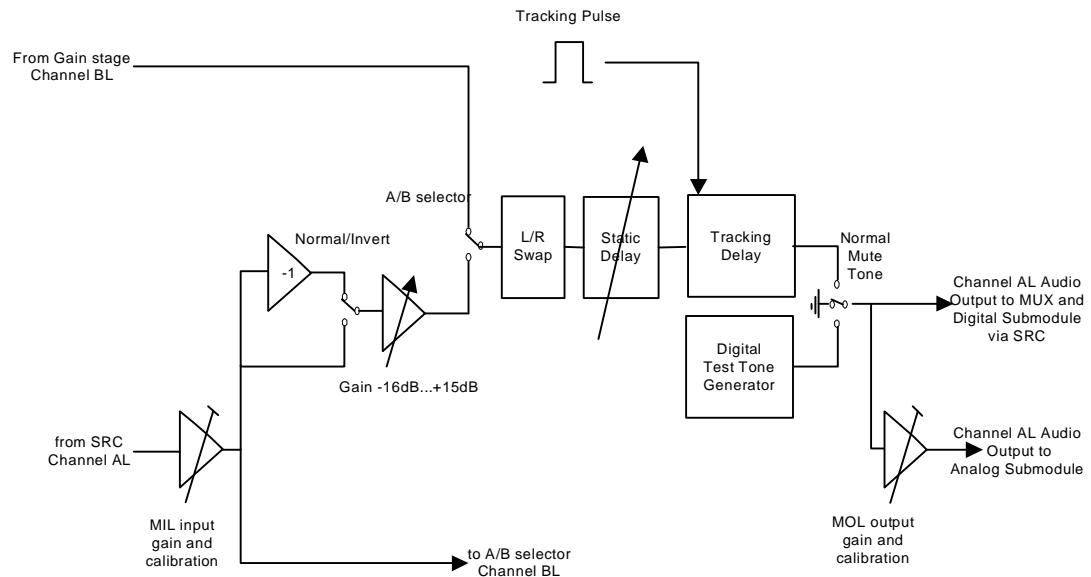 Tracking Pulse
From Gain stage
Channel BL
A/B selector
Normal/Invert
-1
L/R
Swap
Static
Delay
Tracking
Delay
Normal
Mute
Tone
Channel AL Audio
Output to MUX and
Digital Submodule
via SRC
Digital
Test Tone
Generator
Gain -16dB...+15dB
from SRC
Channel AL
Channel AL Audio
Output to
Analog Submodule
MIL input
gain and
calibration
MOL output
gain and
calibration
to A/B selector
Channel BL